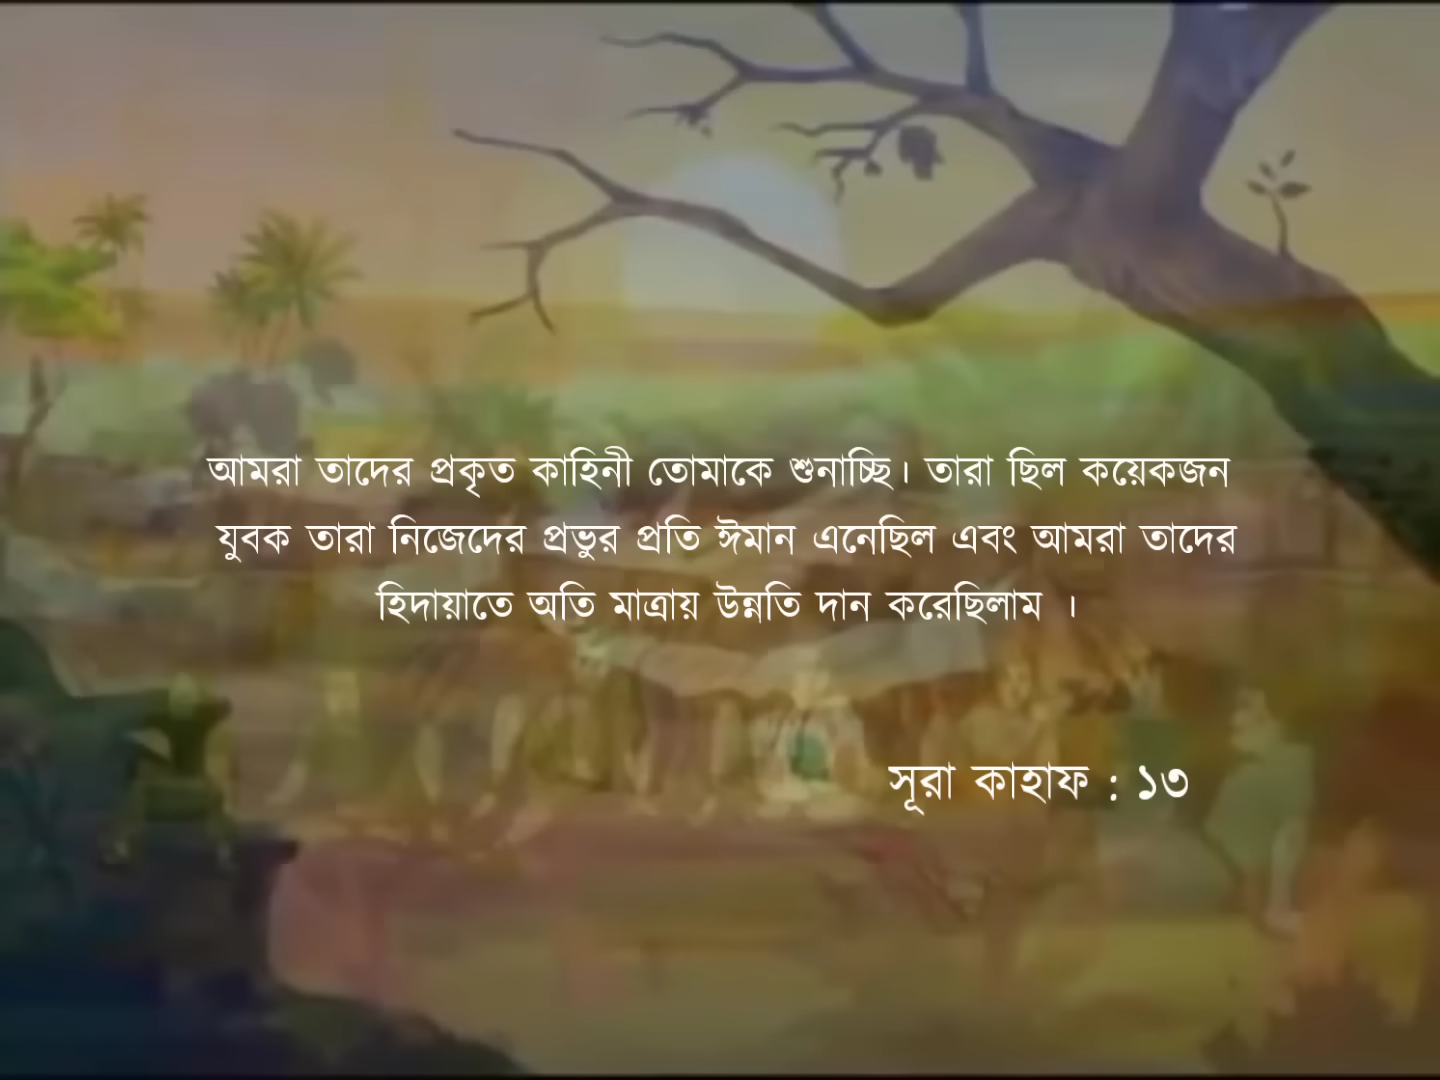 আমরা তাদের প্রকৃত কাহিনী তোমাকে শুনাচ্ছি। তারা ছিল কয়েকজন
যুবক তারা নিজেদের প্রভুর প্রতি ঈমান এনেছিল এবং আমরা তাদের
হিদায়াতে অতি মাত্রায় উন্নতি দান করেছিলাম ।
সূরা কাহাফ : ১৩